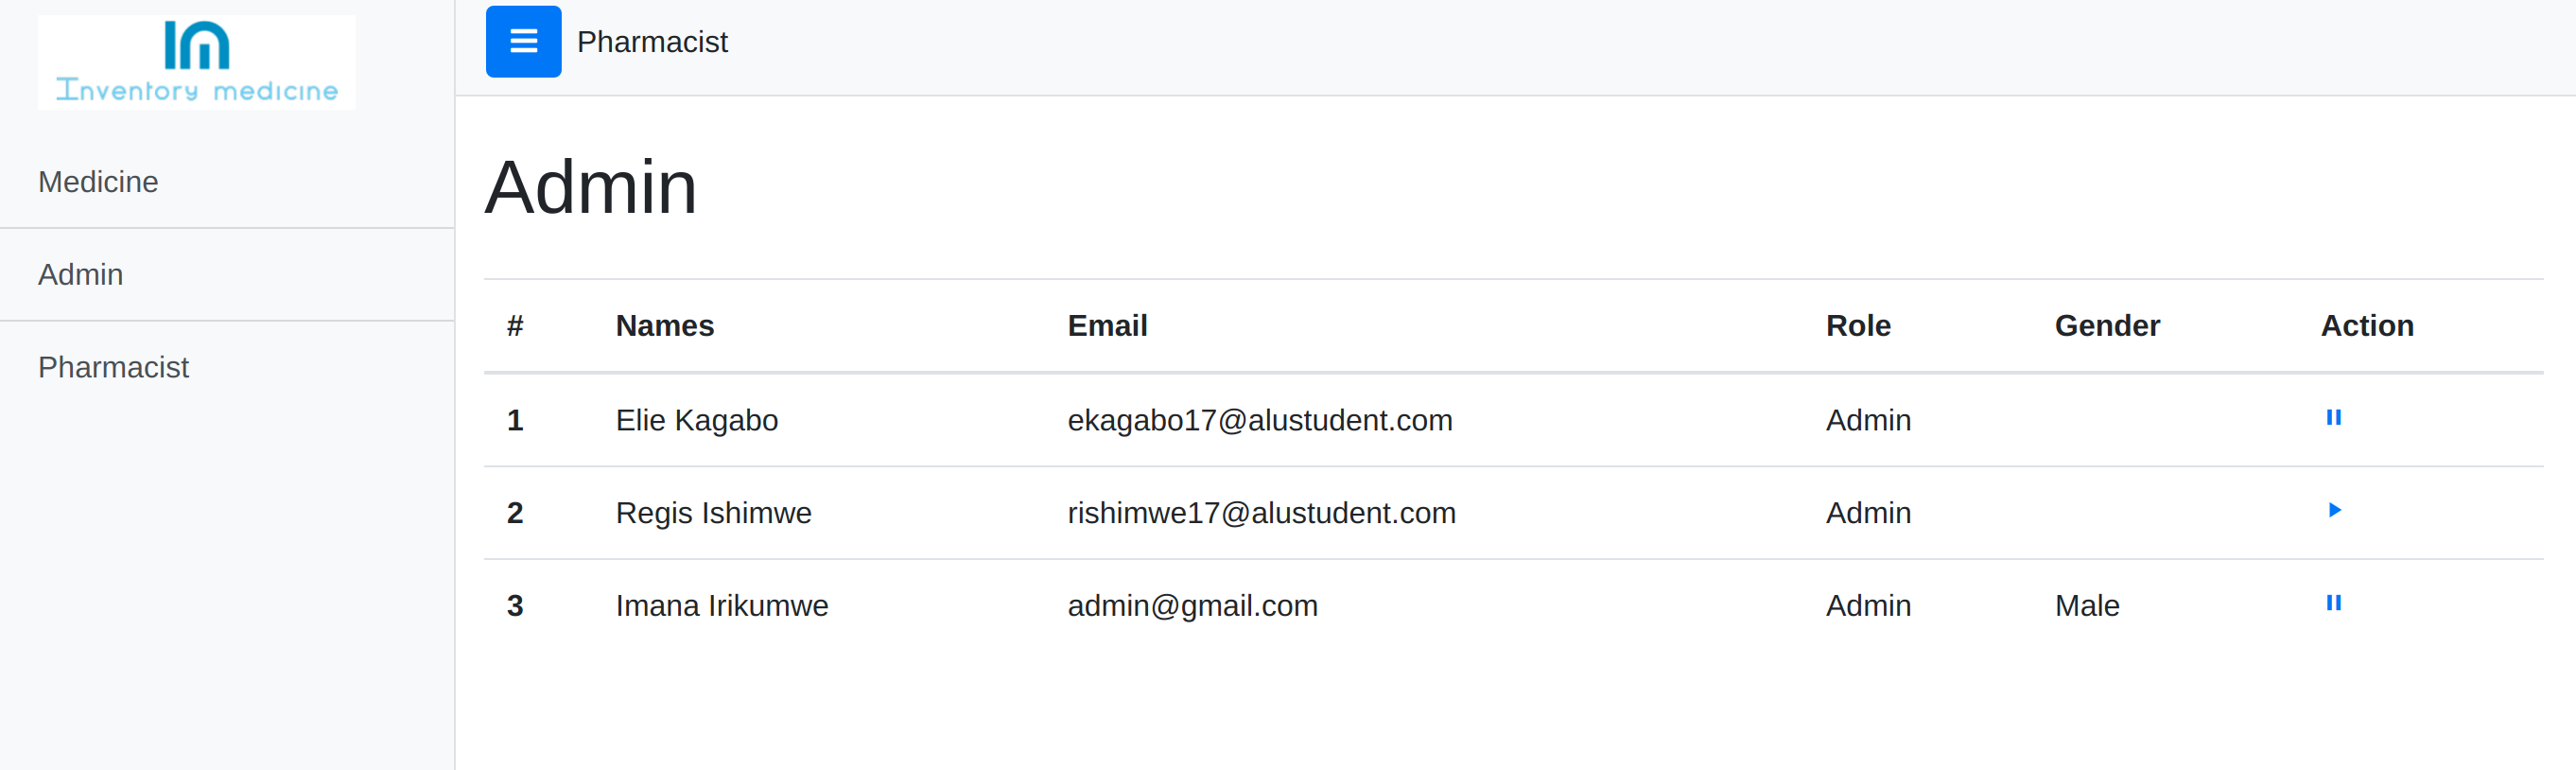 IM
Inventory medicine
Medicine
Admin
Pharmacist
Pharmacist
Admin
# Names Email Role Gender Action
1 Elie Kagabo ekagabo17@alustudent.com Admin
2 Regis Ishimwe rishimwe17@alustudent.com Admin
3 Imana Irikumwe admin@gmail.com Admin Male